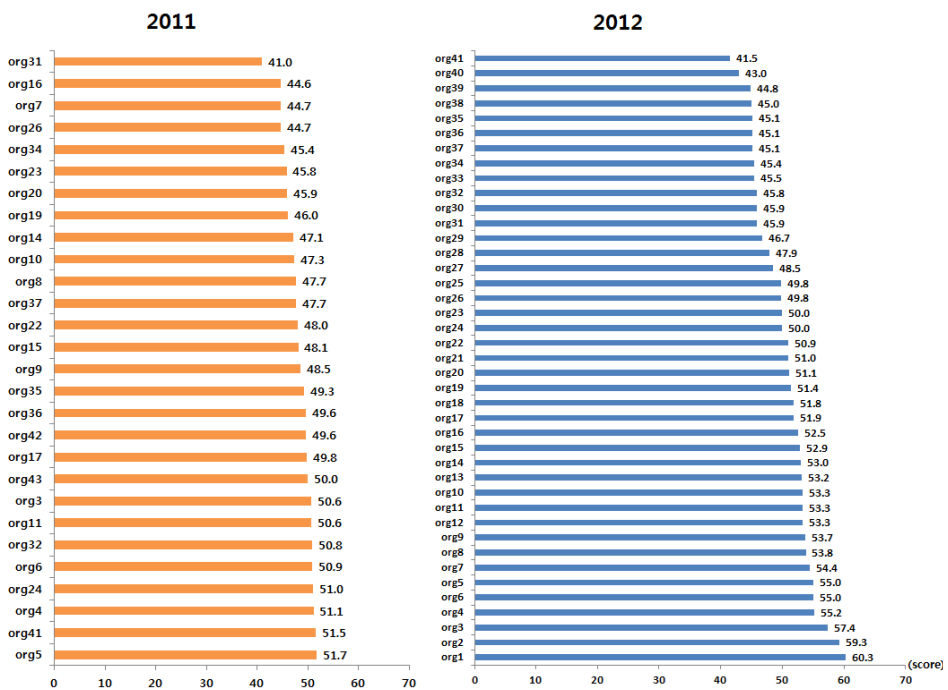 2011
org31 41.0
org16 44.6
org7 44.7
org26 44.7
org34 45.4
org23 45.8
org20 45.9
org19 46.0
org14 47.1
org10 47.3
org8 47.7
org37 47.7
org22 48.0
org15 48.1
org9 48.5
org35 49.3
org36 49.6
org42 49.6
org17 49.8
org43 50.0
org3 50.6
org11 50.6
org32 50.8
org6 50.9
org24 51.0
org4 51.1
org41 51.5
org5 51.7
0 10 20 30 40 50 60 70
2012
org41 41.5
org40 43.0
org39 44.8
org38 45.0
org35 45.1
org36 45.1
org37 45.1
org34 45.4
org33 45.5
org32 45.8
org30 45.9
org31 45.9
org29 46.7
org28 47.9
org27 48.5
org25 49.8
org26 49.8
org23 50.0
org24 50.0
org22 50.9
org21 51.0
org20 51.1
org19 51.4
org18 51.8
org17 51.9
org16 52.5
org15 52.9
org14 53.0
org13 53.2
org10 53.3
org11 53.3
org12 53.3
org9 53.7
org8 53.8
org7 54.4
org5 55.0
org6 55.0
org4 55.2
org3 57.4
org2 59.3
org1 60.3
(score)
0 10 20 30 40 50 60 70